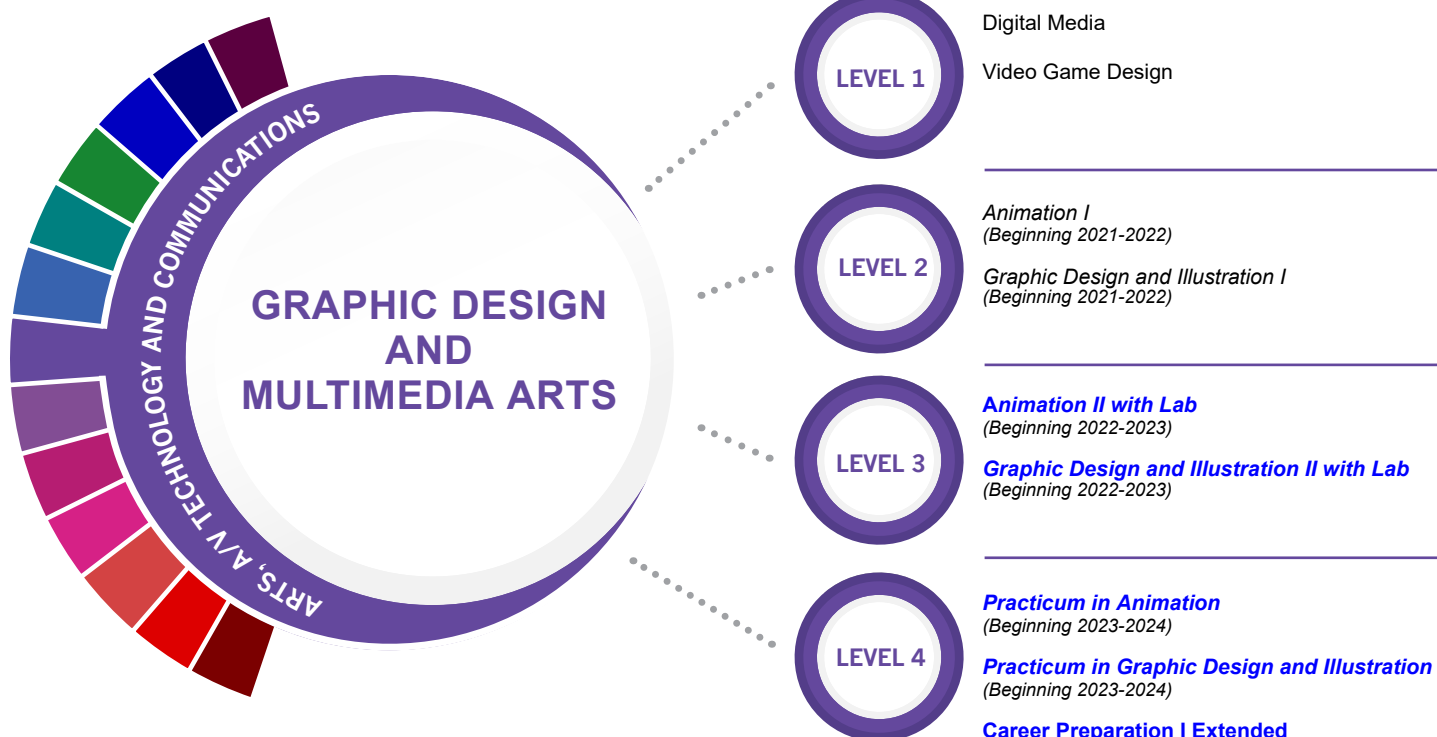 ARTS, A/V TECHNOLOGY AND COMMUNICATIONS
GRAPHIC DESIGN
AND
MULTIMEDIA ARTS
LEVEL 1
Digital Media
Video Game Design
LEVEL 2
Animation I
(Beginning 2021-2022)
Graphic Design and Illustration I
(Beginning 2021-2022)
LEVEL 3
Animation II with Lab
(Beginning 2022-2023)
Graphic Design and Illustration II with Lab
(Beginning 2022-2023)
LEVEL 4
Practicum in Animation
(Beginning 2023-2024)
Practicum in Graphic Design and Illustration
(Beginning 2023-2024)
Career Preparation I Extended